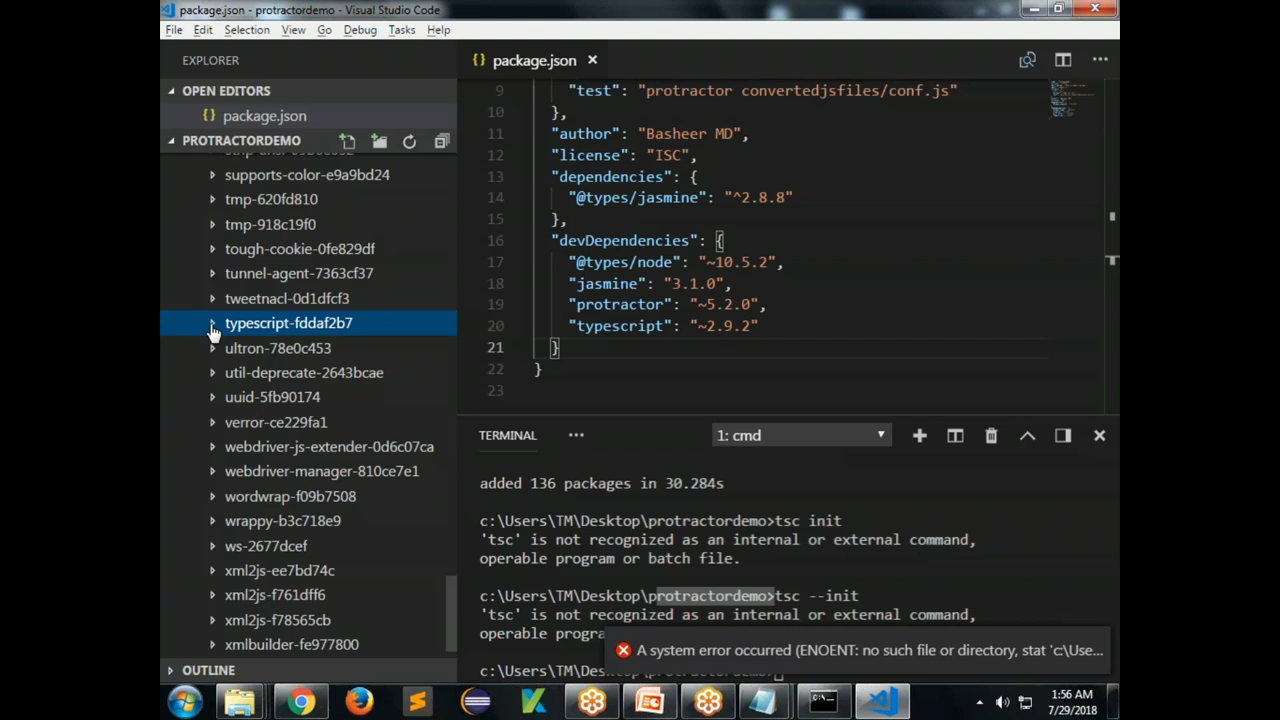 package.json - protractordemo - Visual Studio Code
File Edit Selection View Go Debug Tasks Help
EXPLORER
OPEN EDITORS
{} package.json
PROTRACTORDEMO
supports-color-e9a9bd24
tmp-620fd810
tmp-918c19f0
tough-cookie-0fe829df
tunnel-agent-7363cf37
tweetnacl-0d1dfcf3
typescript-fddaf2b7
ultron-78e0c453
util-deprecate-2643bcae
uuid-5fb90174
verror-ce229fa1
webdriver-js-extender-0d6c07ca
webdriver-manager-810ce7e1
wordwrap-f09b7508
wrappy-b3c718e9
ws-2677dcef
xml2js-ee7bd74c
xml2js-f761dff6
xml2js-f78565cb
xmlbuilder-fe977800
OUTLINE
{} package.json
9 "test": "protractor convertedjsfiles/conf.js"
10 },
11 "author": "Basheer MD",
12 "license": "ISC",
13 "dependencies": {
14 "@types/jasmine": "^2.8.8"
15 },
16 "devDependencies": {
17 "@types/node": "~10.5.2",
18 "jasmine": "3.1.0",
19 "protractor": "~5.2.0",
20 "typescript": "~2.9.2"
21 }
22 }
23
TERMINAL ••• 1: cmd
added 136 packages in 30.284s
c:\Users\TM\Desktop\protractordemo>tsc init
'tsc' is not recognized as an internal or external command,
operable program or batch file.
c:\Users\TM\Desktop\protractordemo>tsc --init
'tsc' is not recognized as an internal or external command,
operable progra
A system error occurred (ENOENT: no such file or directory, stat 'c:\Use...
c:\Users\TM\Desktop\protractordemo>
1:56 AM
7/29/2018